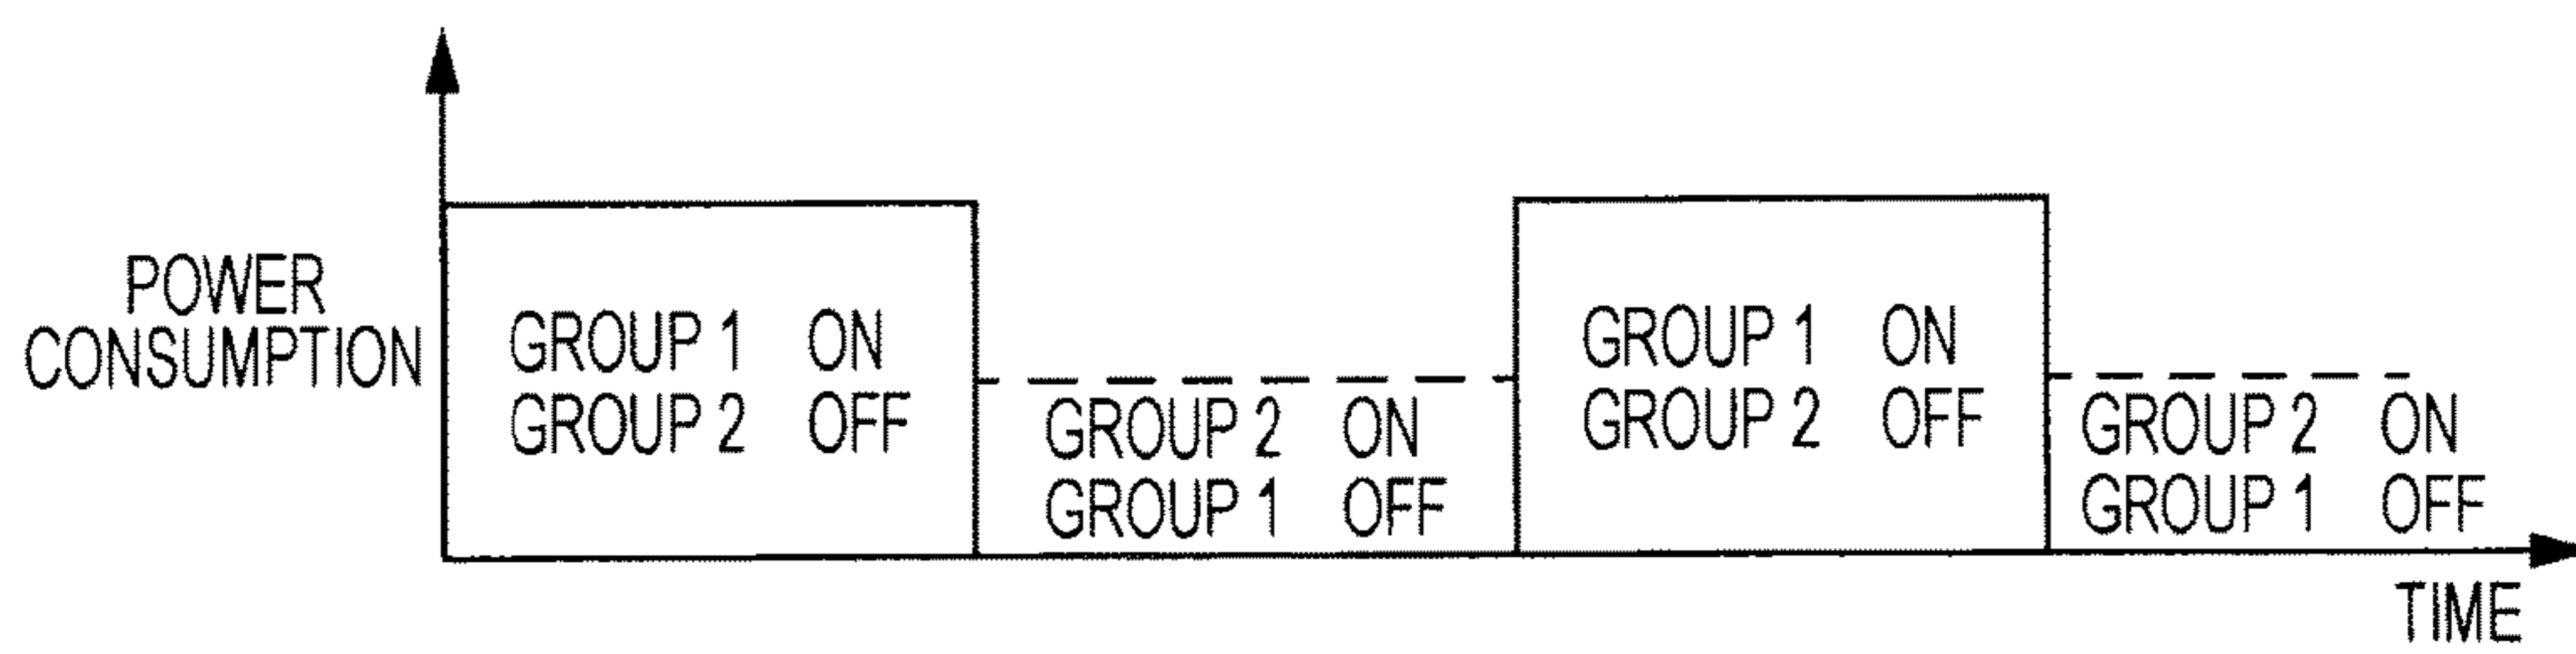 POWER
CONSUMPTION
GROUP 1 ON
GROUP 2 OFF
GROUP 2 ON
GROUP 1 OFF
GROUP 1 ON
GROUP 2 OFF
GROUP 2 ON
GROUP 1 OFF
TIME